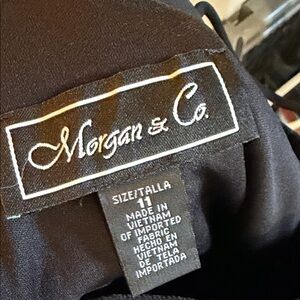 Morgan & Co.
SIZE/TALLA
11
MADE IN
VIETNAM
OF IMPORTED
FABRIC
HECHO EN
VIETNAM
DE TELA
IMPORTADA